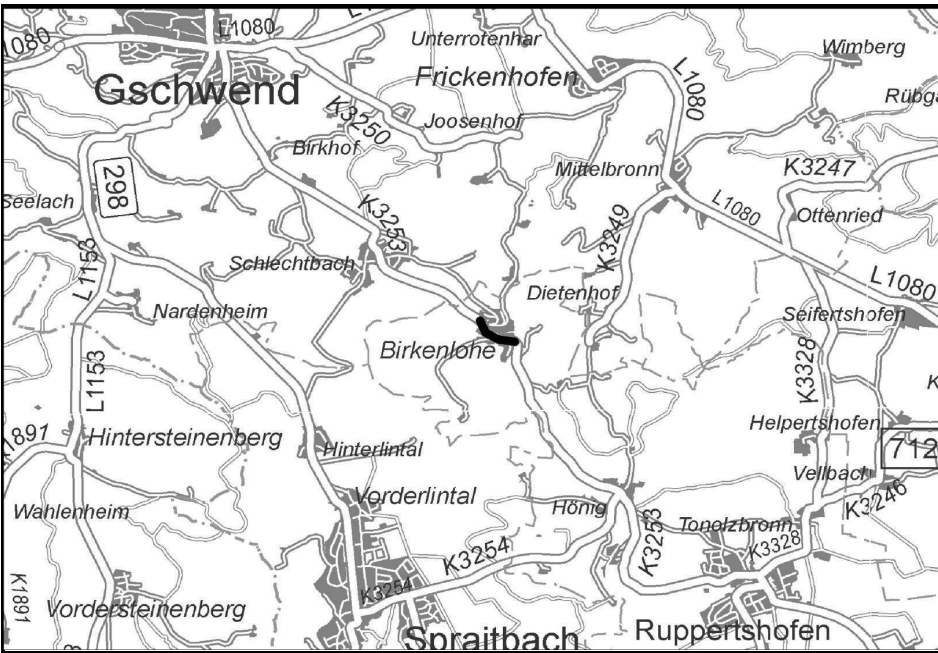 L1080
1080
Unterrotenhar
Wimberg
Frickenhofen
L1080
Gschwend
Rübga
K3250
Joosenhof
Birkhof
Mittelbronn
K3247
298
Seelach
K3253
K3249
L1080
Ottenried
L1153
Schlechtbach
Dietenhof
L1080
Nardenheim
Seifertshofen
Birkenlohe
K3328
L1153
Helpertshofen
1891
Hintersteinenberg
Hinterlintal
712
Vellbach
Vorderlintal
Hönig
K3246
Wahlenheim
Tonolzbronn
K3253
K3328
K3254
K1891
K3254
Vordersteinenberg
Ruppertshofen
Spraitbach